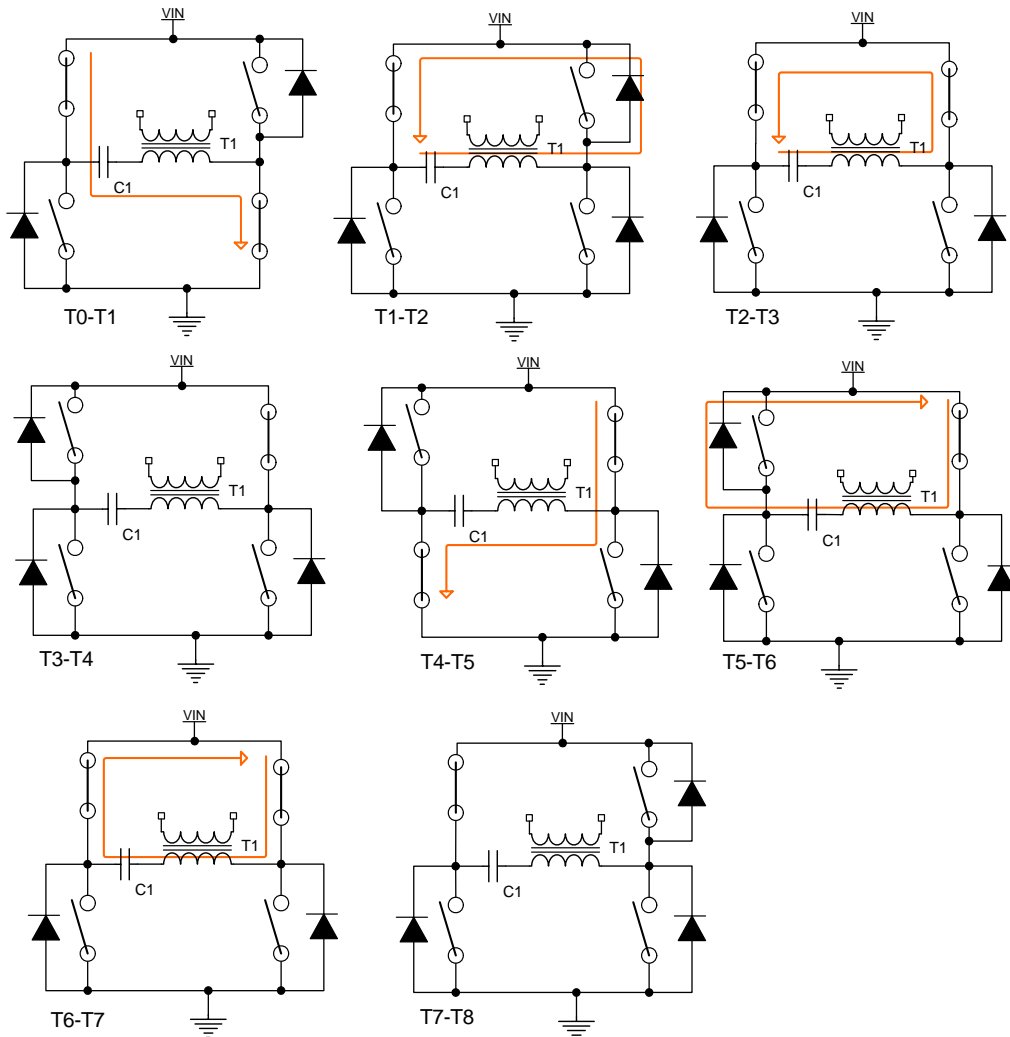 VIN
T1
C1
T0-T1
VIN
T1
C1
T1-T2
VIN
T1
C1
T2-T3
VIN
T1
C1
T3-T4
VIN
T1
C1
T4-T5
VIN
T1
C1
T5-T6
VIN
T1
C1
T6-T7
VIN
T1
C1
T7-T8